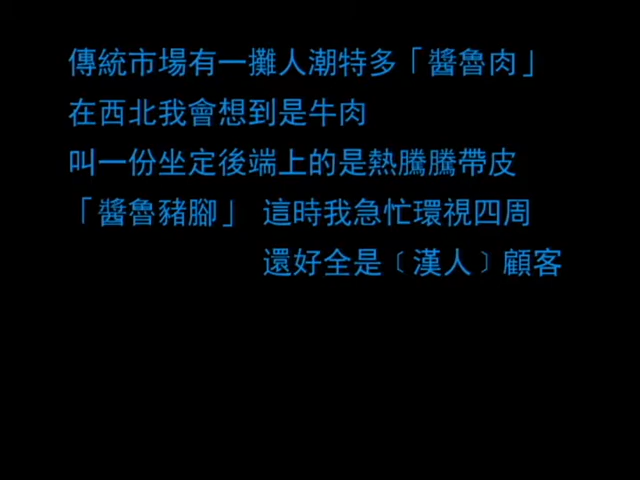 傳統市場有一攤人潮特多「醬魯肉」
在西北我會想到是牛肉
叫一份坐定後端上的是熱騰騰帶皮
「醬魯豬腳」 這時我急忙環視四周
還好全是﹝漢人﹞顧客